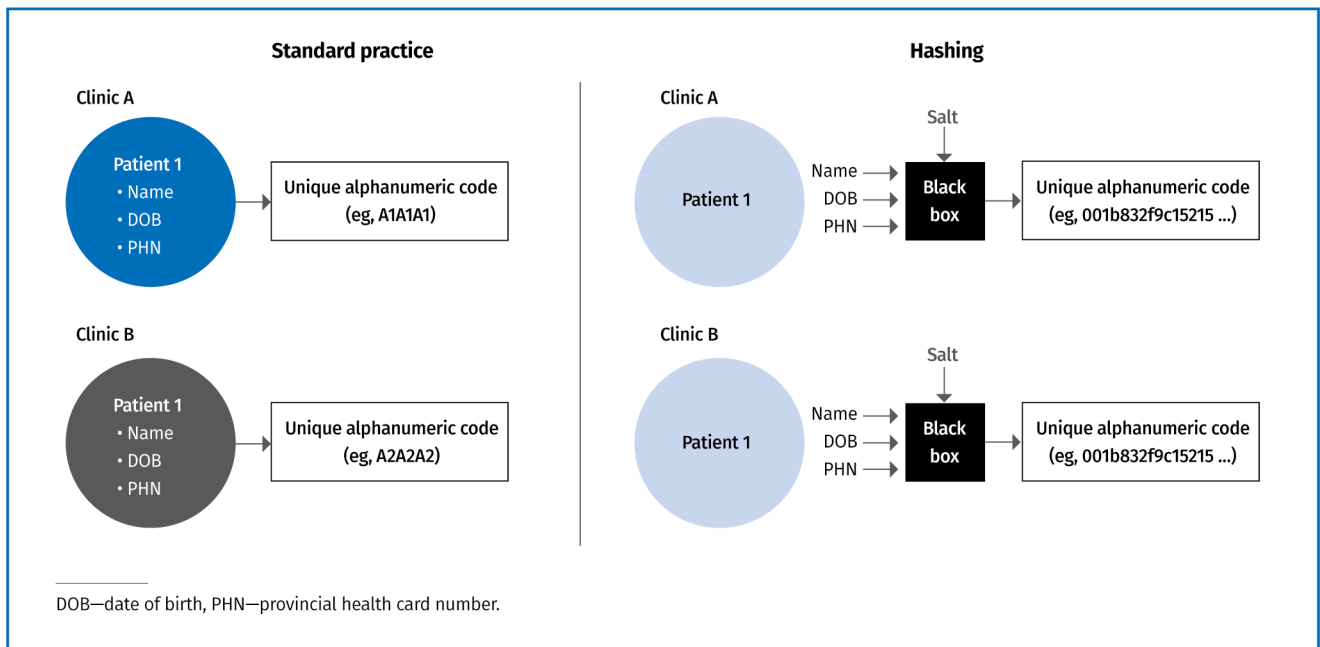 Standard practice
Clinic A
Patient 1
• Name
• DOB
• PHN
Unique alphanumeric code
(eg, A1A1A1)
Clinic B
Patient 1
• Name
• DOB
• PHN
Unique alphanumeric code
(eg, A2A2A2)
Hashing
Clinic A
Patient 1
Name
DOB
PHN
Salt
Black
box
Unique alphanumeric code
(eg, 001b832f9c15215 ...)
Clinic B
Patient 1
Name
DOB
PHN
Salt
Black
box
Unique alphanumeric code
(eg, 001b832f9c15215 ...)
DOB—date of birth, PHN—provincial health card number.